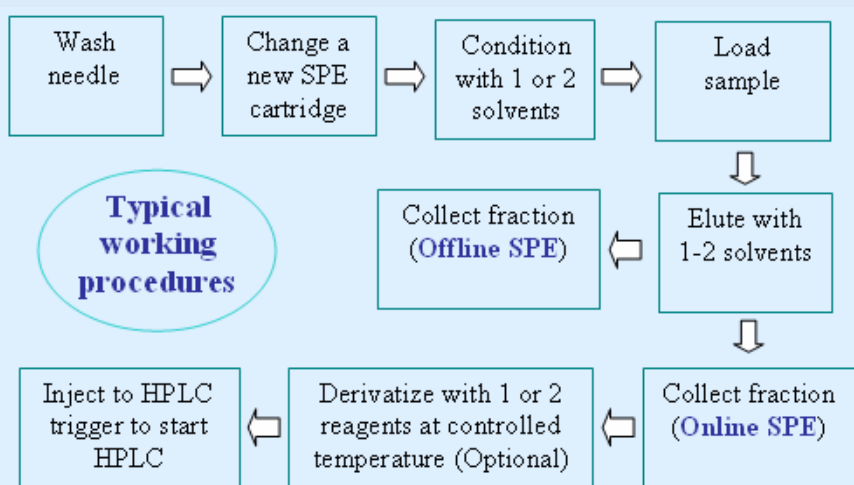 Wash
needle
Change a
new SPE
cartridge
Condition
with 1 or 2
solvents
Load
sample
Typical
working
procedures
Collect fraction
(Offline SPE)
Elute with
1-2 solvents
Inject to HPLC
trigger to start
HPLC
Derivatize with 1 or 2
reagents at controlled
temperature (Optional)
Collect fraction
(Online SPE)